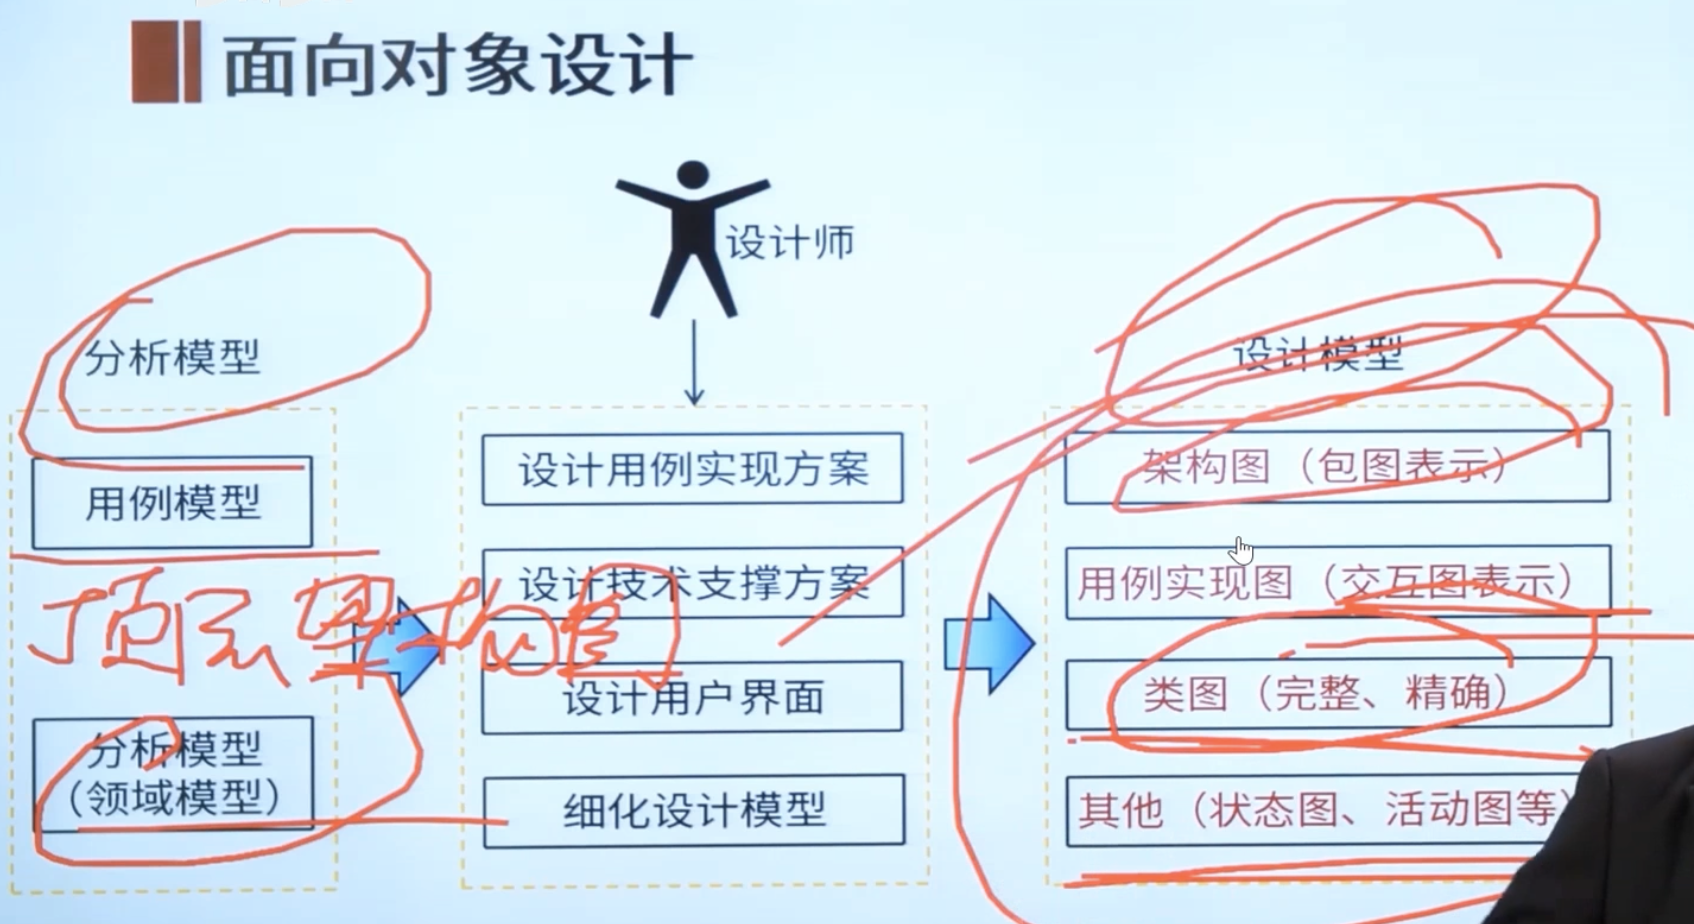 面向对象设计
设计师
分析模型
用例模型
顶层架构图
分析模型
（领域模型）
设计用例实现方案
设计技术支撑方案
设计用户界面
细化设计模型
设计模型
架构图（包图表示）
用例实现图（交互图表示）
类图（完整、精确）
其他（状态图、活动图等）